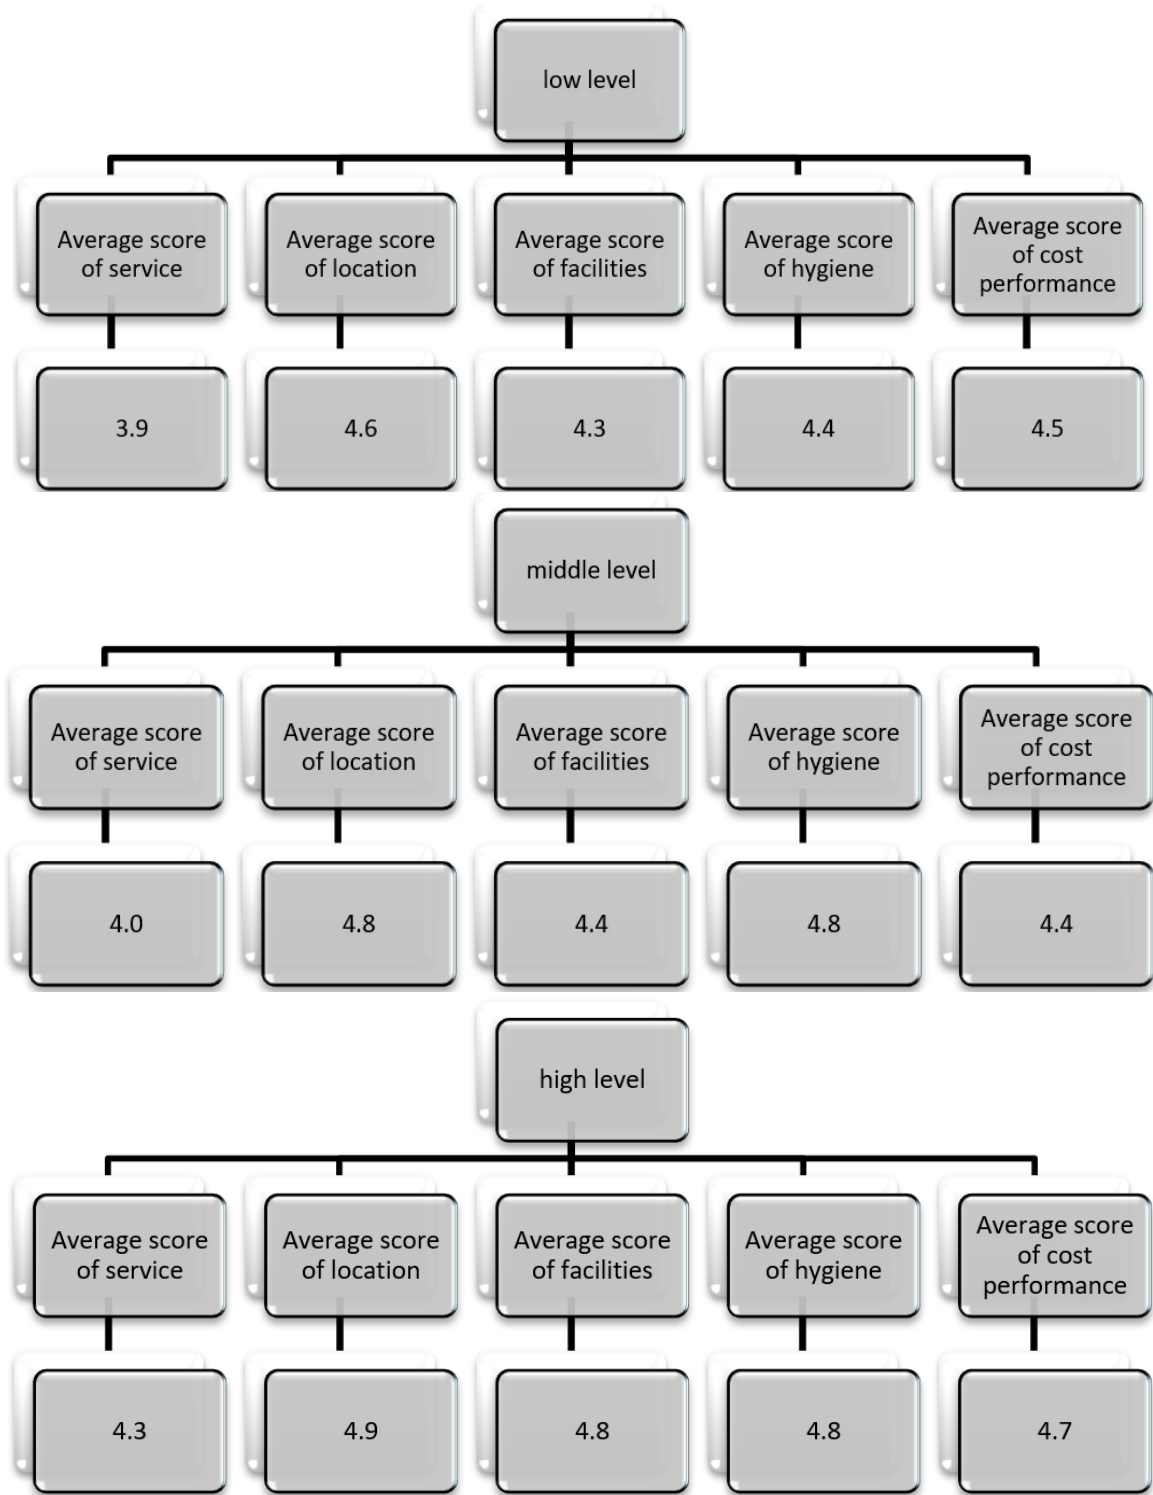 low level
Average score
of service
Average score
of location
Average score
of facilities
Average score
of hygiene
Average score
of cost
performance
3.9
4.6
4.3
4.4
4.5
middle level
Average score
of service
Average score
of location
Average score
of facilities
Average score
of hygiene
Average score
of cost
performance
4.0
4.8
4.4
4.8
4.4
high level
Average score
of service
Average score
of location
Average score
of facilities
Average score
of hygiene
Average score
of cost
performance
4.3
4.9
4.8
4.8
4.7